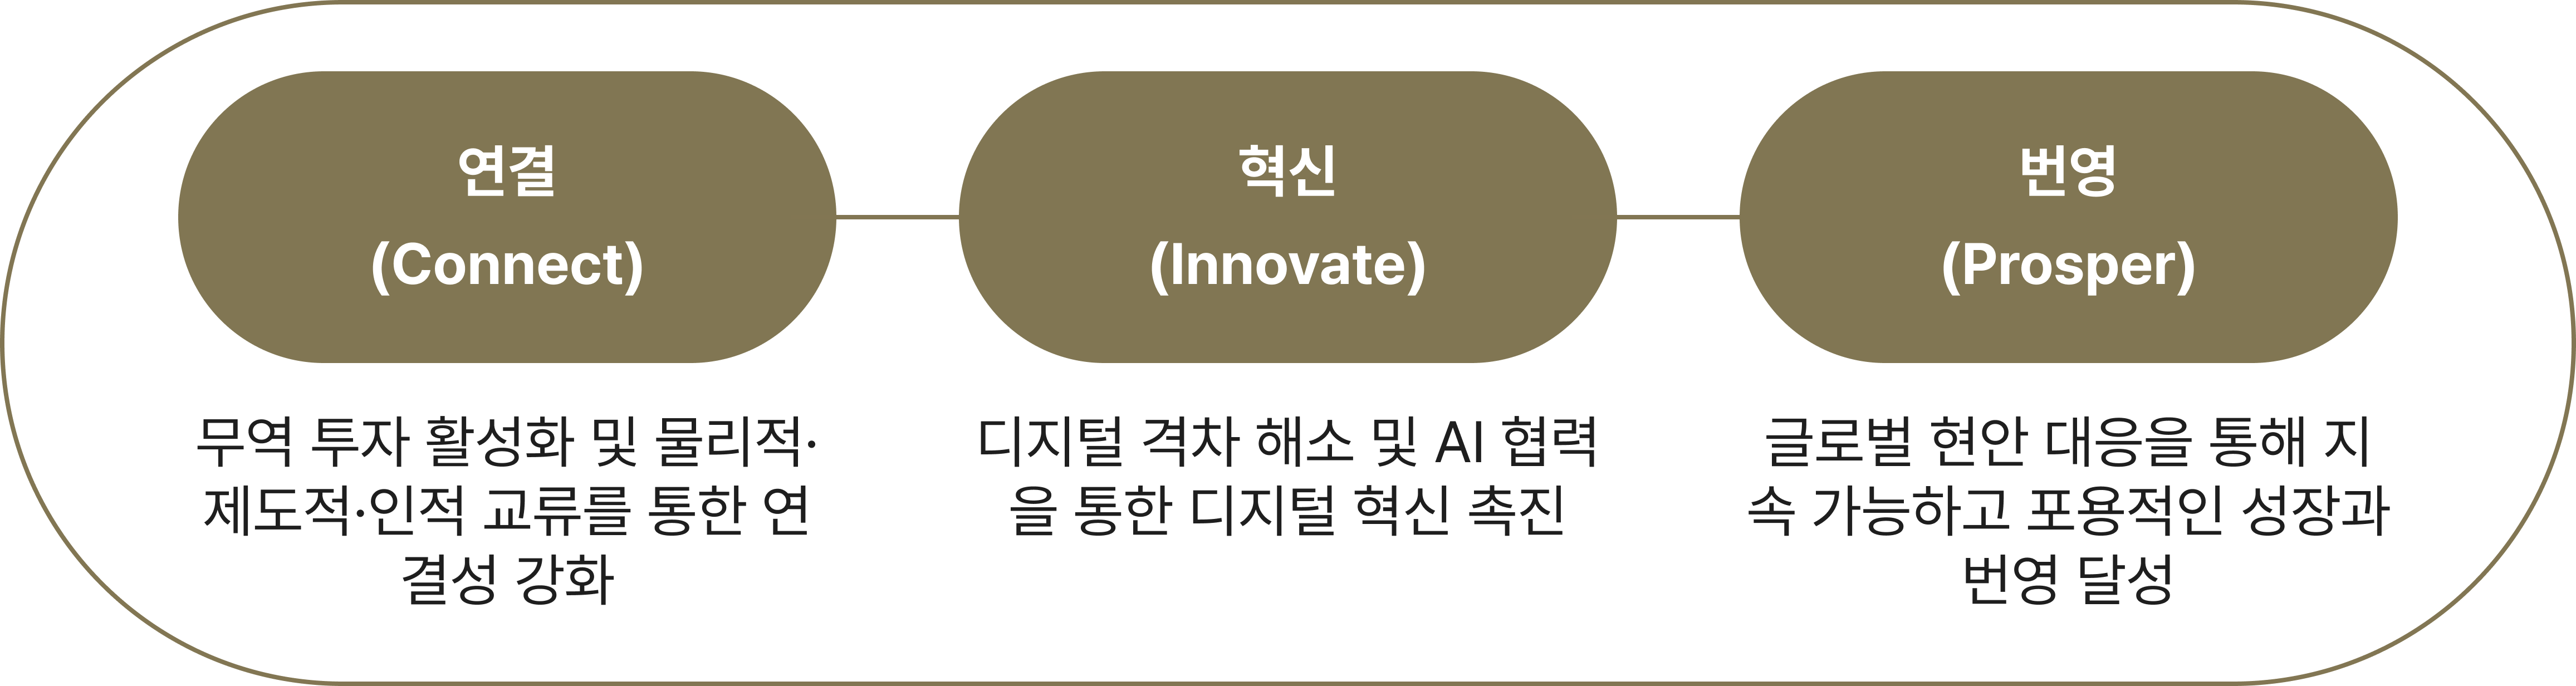 연결
(Connect)
혁신
(Innovate)
번영
(Prosper)
무역 투자 활성화 및 물리적·
제도적·인적 교류를 통한 연
결성 강화
디지털 격차 해소 및 AI 협력
을 통한 디지털 혁신 촉진
글로벌 현안 대응을 통해 지
속 가능하고 포용적인 성장과
번영 달성